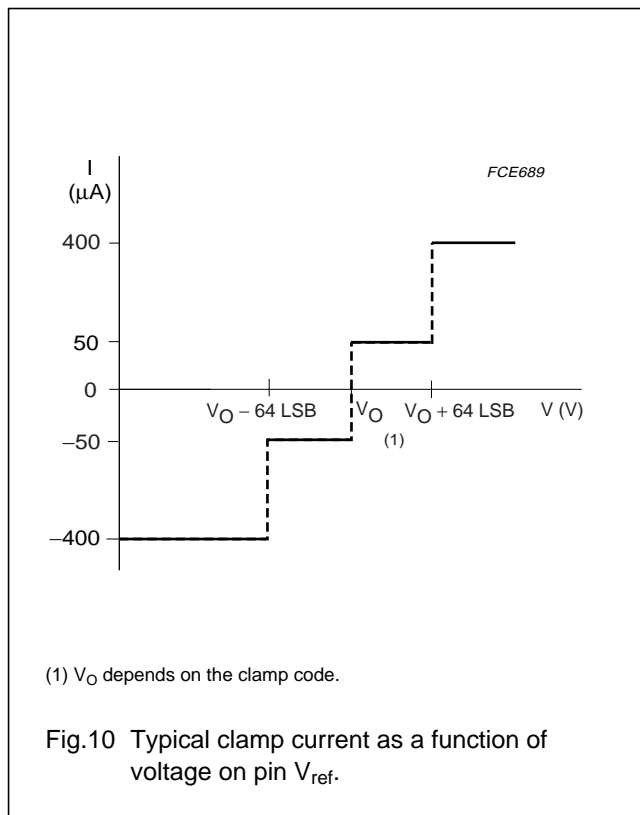 I
(μA)
FCE689
400
50
0
V_O − 64 LSB V_O V_O + 64 LSB V (V)
(1)
−50
−400
(1) V_O depends on the clamp code.
Fig.10 Typical clamp current as a function of
voltage on pin V_ref.